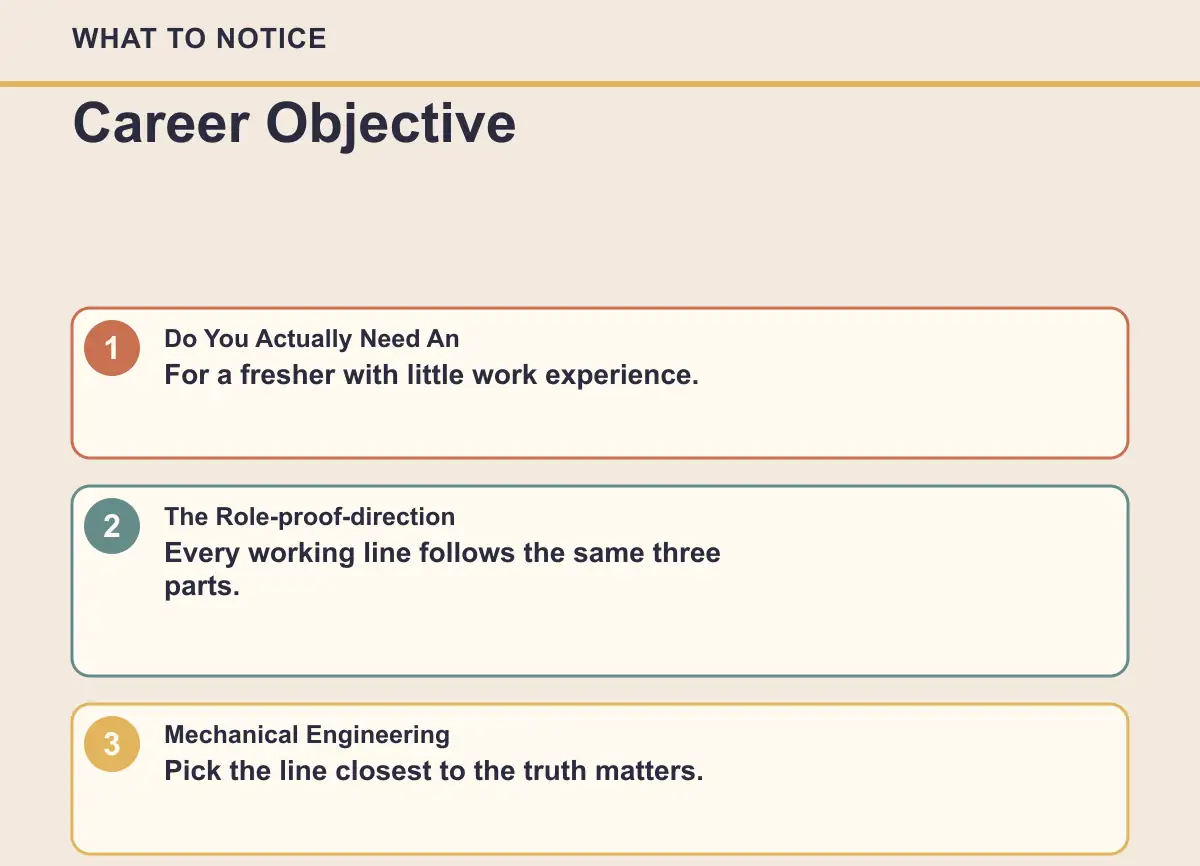 WHAT TO NOTICE
Career Objective
1
Do You Actually Need An
For a fresher with little work experience.
2
The Role-proof-direction
Every working line follows the same three
parts.
3
Mechanical Engineering
Pick the line closest to the truth matters.